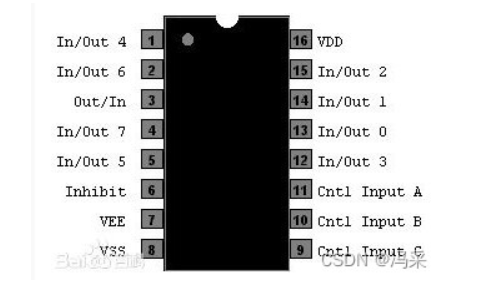 In/Out 4 1 16 VDD
In/Out 6 2 15 In/Out 2
Out/In 3 14 In/Out 1
In/Out 7 4 13 In/Out 0
In/Out 5 5 12 In/Out 3
Inhibit 6 11 Cntl Input A
VEE 7 10 Cntl Input B
VSS 8 9 Cntl Input C
Baidu百科
CSDN @冯采